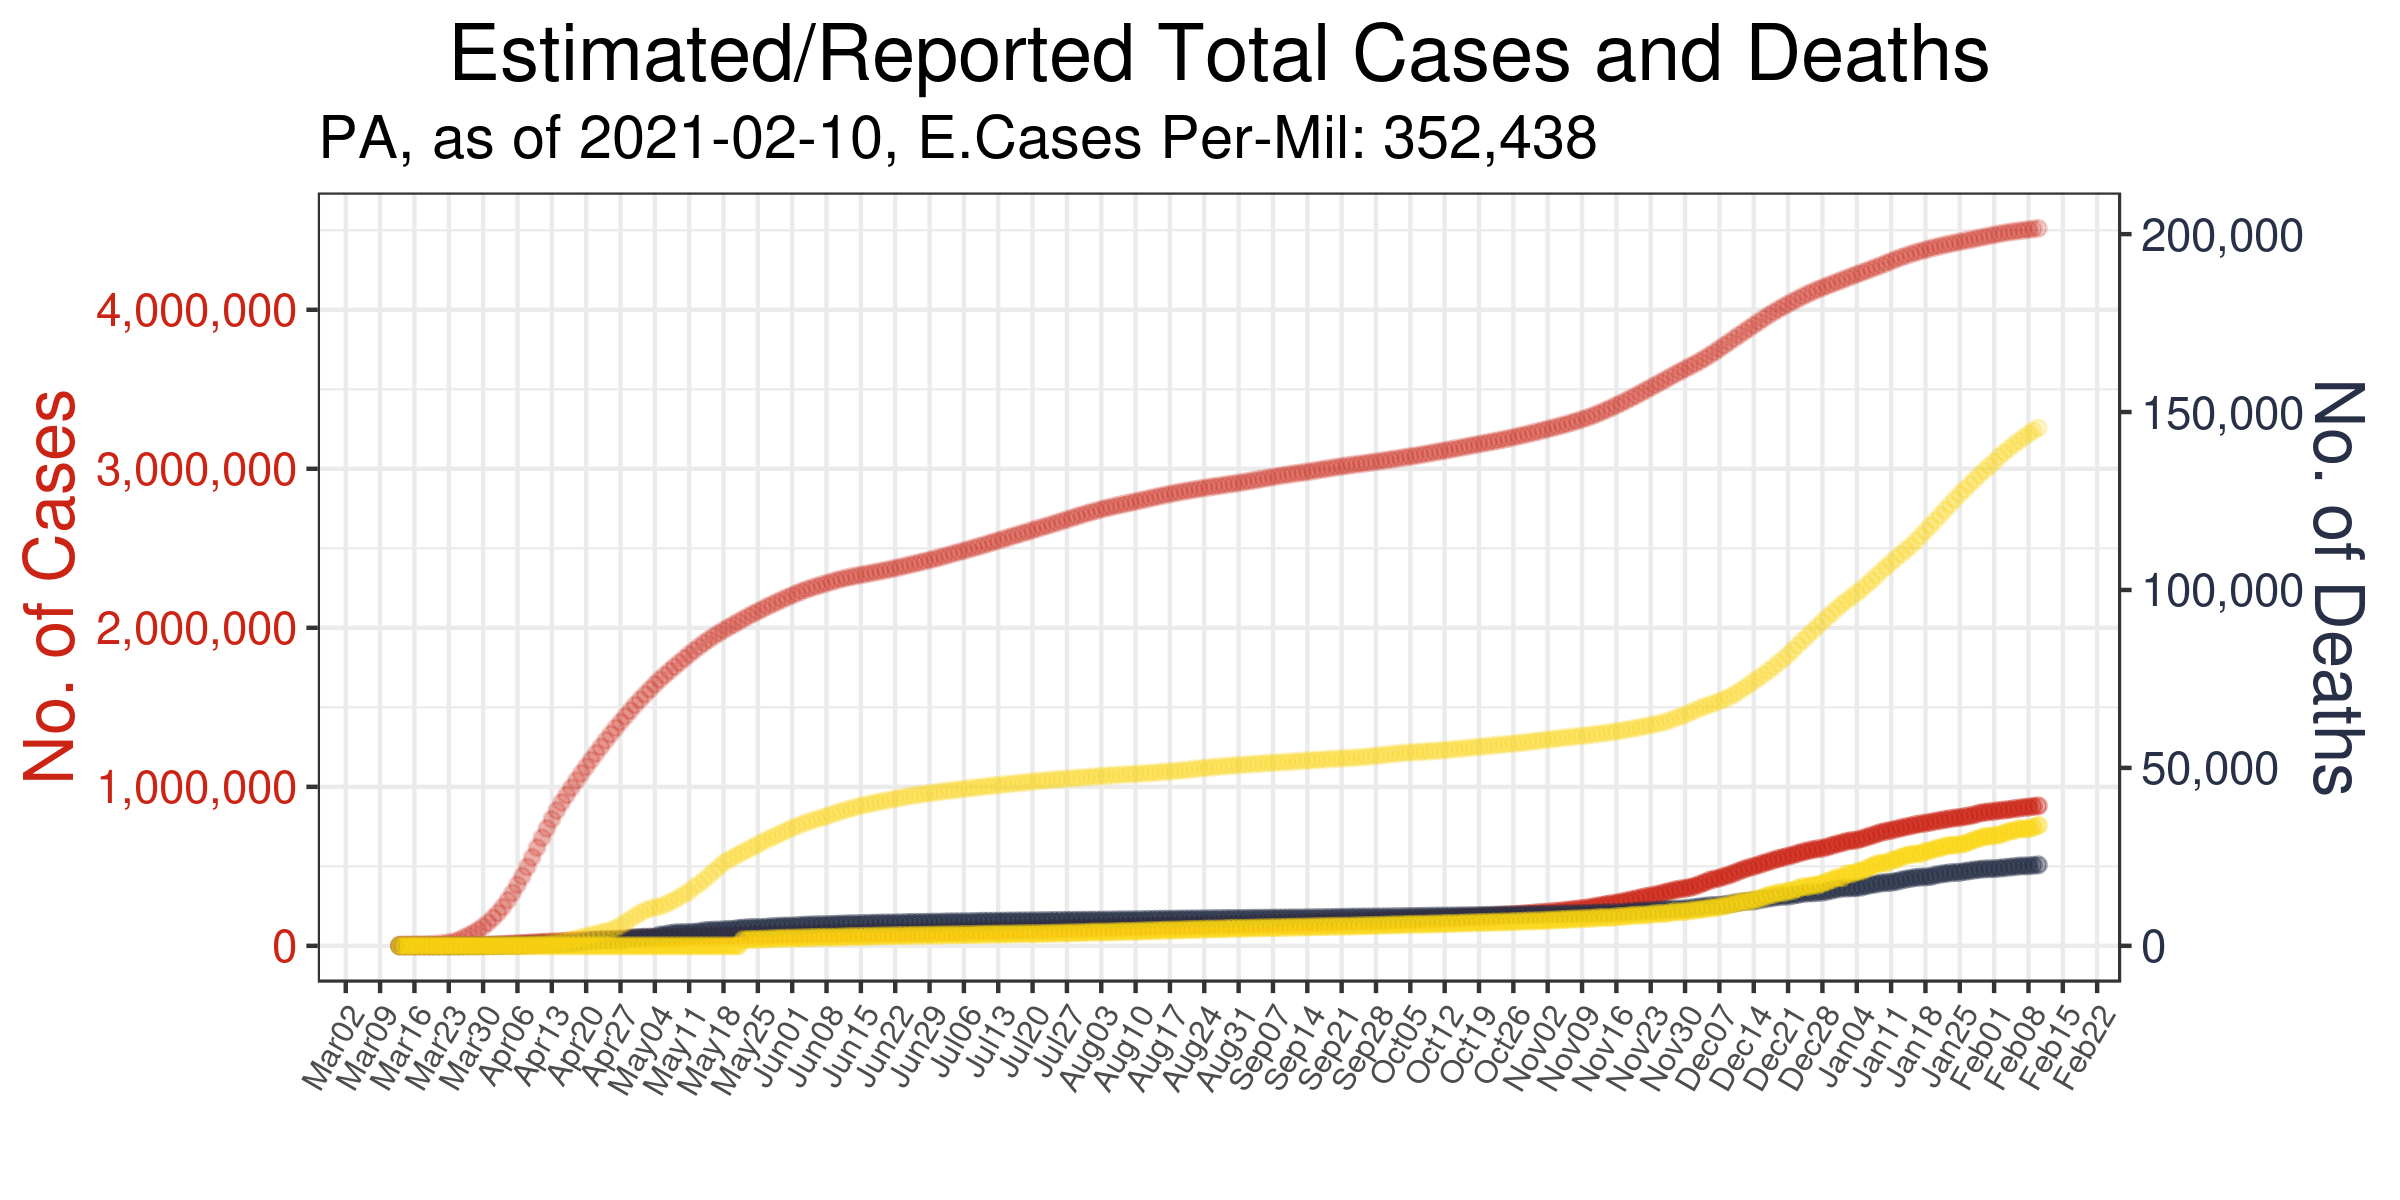 Estimated/Reported Total Cases and Deaths
PA, as of 2021-02-10, E.Cases Per-Mil: 352,438
No. of Cases
4,000,000
3,000,000
2,000,000
1,000,000
0
200,000
150,000
100,000
50,000
0
No. of Deaths
Mar02
Mar09
Mar16
Mar23
Mar30
Apr06
Apr13
Apr20
Apr27
May04
May11
May18
May25
Jun01
Jun08
Jun15
Jun22
Jun29
Jul06
Jul13
Jul20
Jul27
Aug03
Aug10
Aug17
Aug24
Aug31
Sep07
Sep14
Sep21
Sep28
Oct05
Oct12
Oct19
Oct26
Nov02
Nov09
Nov16
Nov23
Nov30
Dec07
Dec14
Dec21
Dec28
Jan04
Jan11
Jan18
Jan25
Feb01
Feb08
Feb15
Feb22